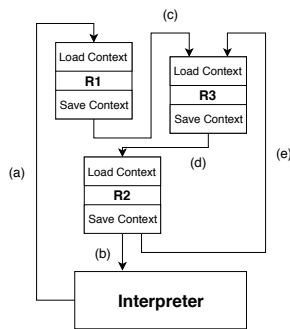 (c)
Load Context
R1
Save Context
Load Context
R3
Save Context
(a)
(d)
(e)
Load Context
R2
Save Context
(b)
Interpreter